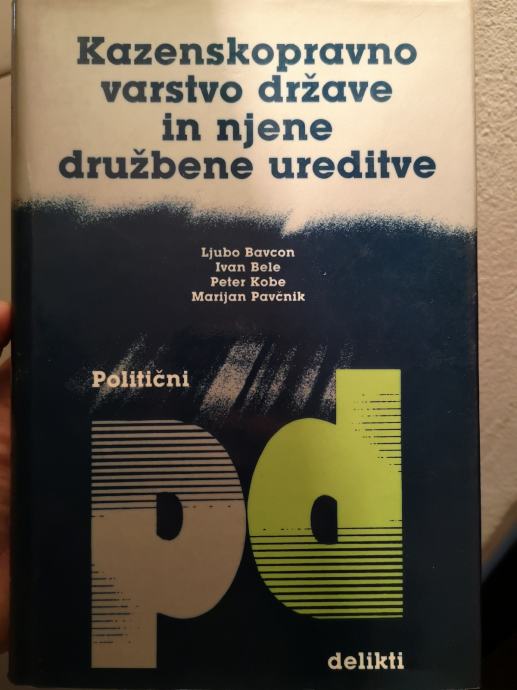 Kazenskopravno
varstvo države
in njene
družbene ureditve
Ljubo Bavcon
Ivan Bele
Peter Kobe
Marijan Pavčnik
Politični
pd
delikti